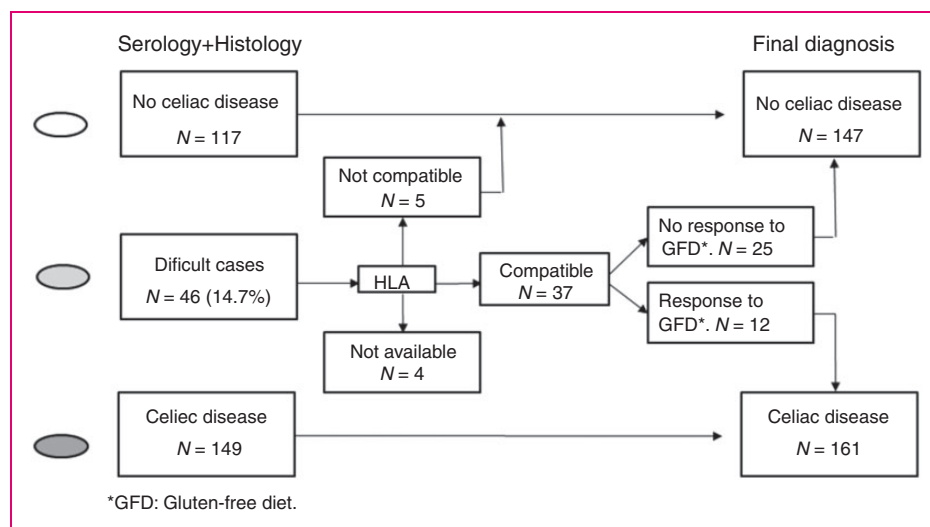 Serology+Histology
Final diagnosis
No celiac disease
N = 117
No celiac disease
N = 147
Not compatible
N = 5
No response to
GFD*. N = 25
Dificult cases
N = 46 (14.7%)
HLA
Compatible
N = 37
Response to
GFD*. N = 12
Not available
N = 4
Celiec disease
N = 149
Celiac disease
N = 161
*GFD: Gluten-free diet.